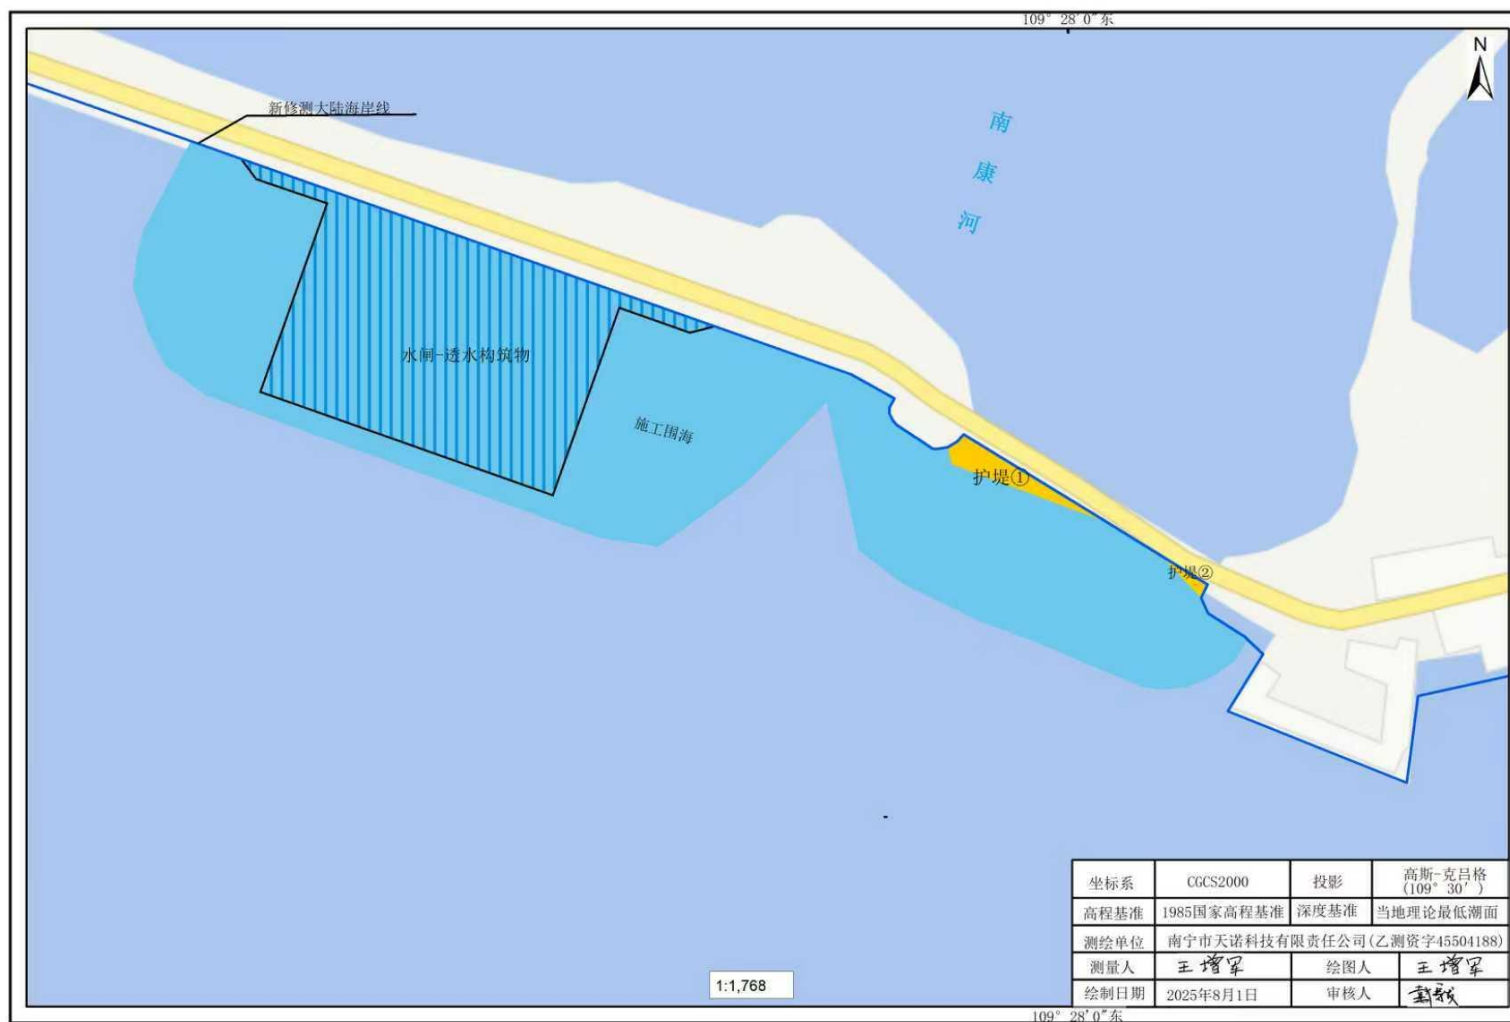 109° 28′0″东
N
新修测大陆海岸线
南
康
河
水闸-透水构筑物
施工围海
护堤①
护堤②
坐标系 CGCS2000 投影 高斯-克吕格
(109° 30′ )
高程基准 1985国家高程基准 深度基准 当地理论最低潮面
测绘单位 南宁市天诺科技有限责任公司(乙测资字45504188)
测量人 王增军 绘图人 王增军
绘制日期 2025年8月1日 审核人
1:1,768
109° 28′0″东